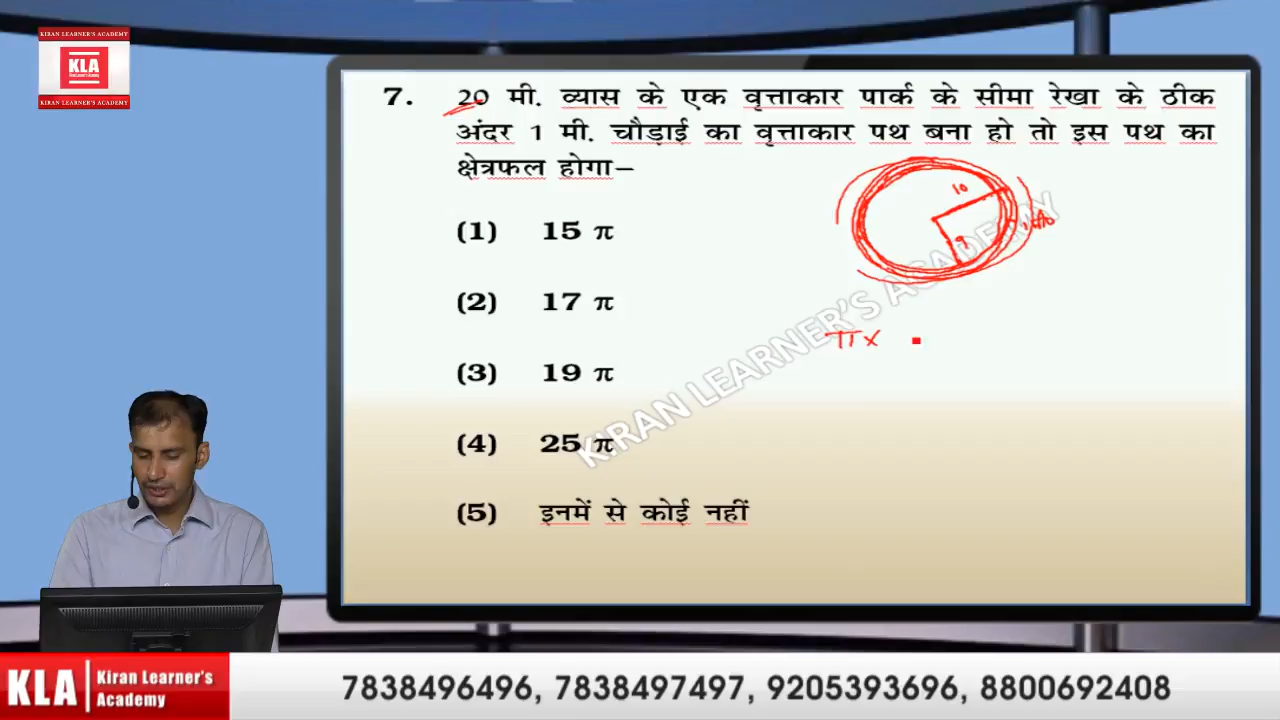 KIRAN LEARNER'S ACADEMY
KLA
KIRAN LEARNER'S ACADEMY
7. 20 मी. व्यास के एक वृत्ताकार पार्क के सीमा रेखा के ठीक
अंदर 1 मी. चौड़ाई का वृत्ताकार पथ बना हो तो इस पथ का
क्षेत्रफल होगा–
10
9
(1) 15 π
(2) 17 π
π x
(3) 19 π
(4) 25 π
(5) इनमें से कोई नहीं
KIRAN LEARNER'S ACADEMY
KLA Kiran Learner's
Academy
7838496496, 7838497497, 9205393696, 8800692408